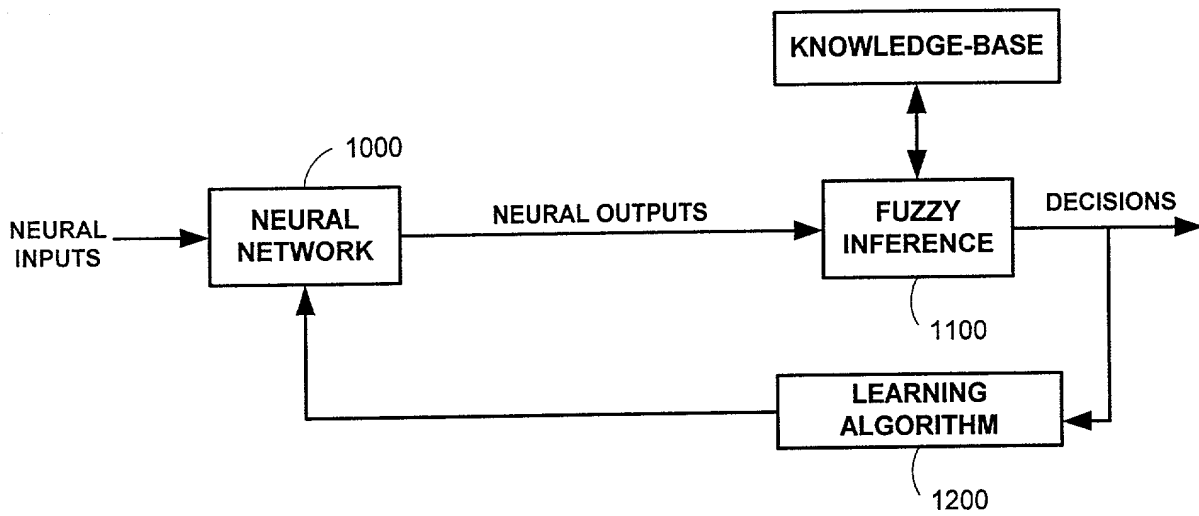 KNOWLEDGE-BASE
1000
NEURAL
INPUTS
NEURAL
NETWORK
NEURAL OUTPUTS
FUZZY
INFERENCE
DECISIONS
1100
LEARNING
ALGORITHM
1200